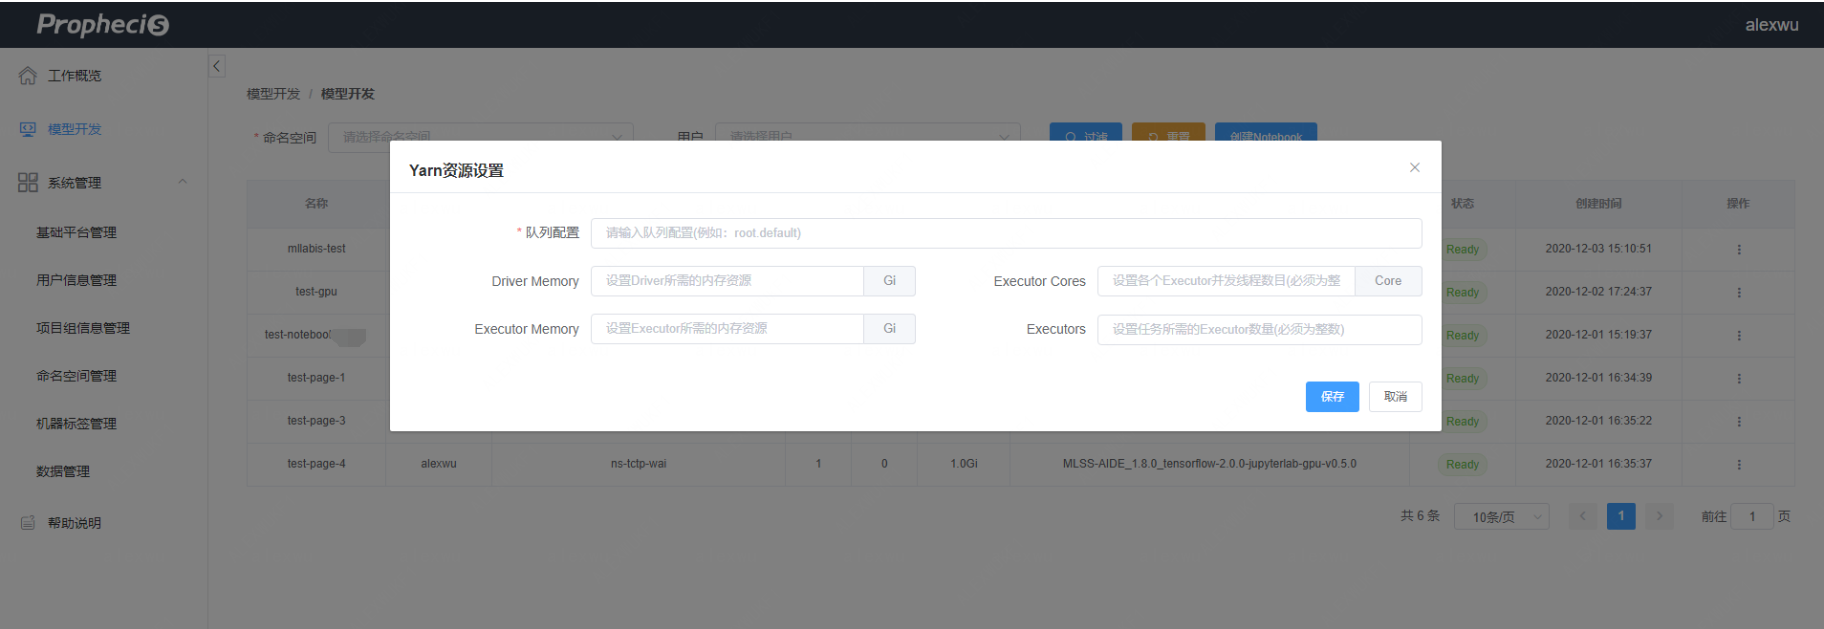 Prophecis
alexwu
工作概览
模型开发
系统管理
基础平台管理
用户信息管理
项目组信息管理
命名空间管理
机器标签管理
数据管理
帮助说明
模型开发 / 模型开发
* 命名空间 请选择命名空间 用户 请选择用户 过滤 重置 创建Notebook
Yarn资源设置
* 队列配置 请输入队列配置(例如：root.default)
Driver Memory 设置Driver所需的内存资源 Gi Executor Cores 设置各个Executor并发线程数目(必须为整 Core
Executor Memory 设置Executor所需的内存资源 Gi Executors 设置任务所需的Executor数量(必须为整数)
保存 取消
名称 状态 创建时间 操作
mllabis-test Ready 2020-12-03 15:10:51
test-gpu Ready 2020-12-02 17:24:37
Ready 2020-12-01 15:19:37
test-page-1 Ready 2020-12-01 16:34:39
test-page-3 Ready 2020-12-01 16:35:22
test-page-4 alexwu ns-tctp-wai 1 0 1.0Gi MLSS-AIDE_1.8.0_tensorflow-2.0.0-jupyterlab-gpu-v0.5.0 Ready 2020-12-01 16:35:37
共 6 条 10条/页 1 前往 1 页